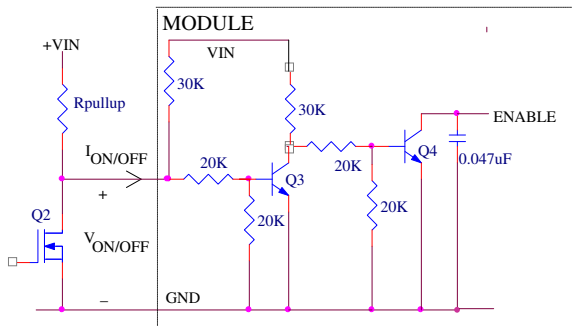 MODULE
+VIN
VIN
Rpullup
30K
30K
ENABLE
I ON/OFF
20K
Q3
20K
Q4
0.047uF
+
20K
20K
Q2
V ON/OFF
–
GND